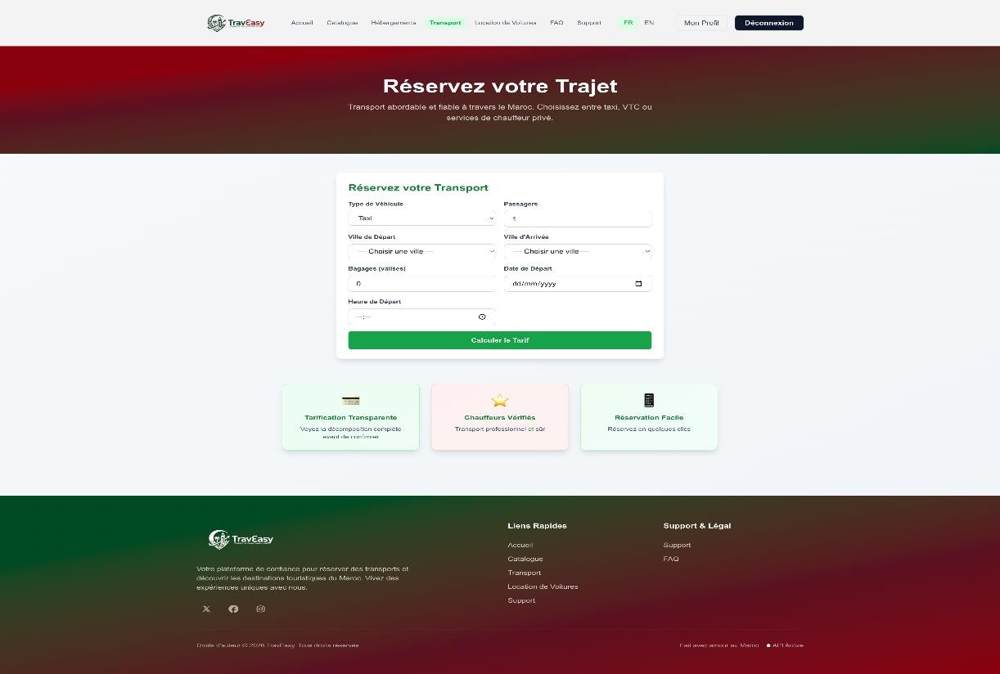 TravEasy
Accueil Catalogue Hébergements Transport Location de Voitures FAQ Support FR EN Mon Profil Déconnexion
Réservez votre Trajet
Transport abordable et fiable à travers le Maroc. Choisissez entre taxi, VTC ou
services de chauffeur privé.
Réservez votre Transport
Type de Véhicule Passagers
Taxi 1
Ville de Départ Ville d'Arrivée
— Choisir une ville — — Choisir une ville —
Bagages (valises) Date de Départ
0 dd/mm/yyyy
Heure de Départ
--:--
Calculer le Tarif
Tarification Transparente
Voyez la décomposition complète
avant de confirmer
Chauffeurs Vérifiés
Transport professionnel et sûr
Réservation Facile
Réservez en quelques clics
TravEasy
Votre plateforme de confiance pour réserver des transports et
découvrir les destinations touristiques du Maroc. Vivez des
expériences uniques avec nous.
Liens Rapides
Accueil
Catalogue
Transport
Location de Voitures
Support
Support & Légal
Support
FAQ
Droits d'auteur © 2026 TravEasy. Tous droits réservés.
Fait avec amour au Maroc API Active